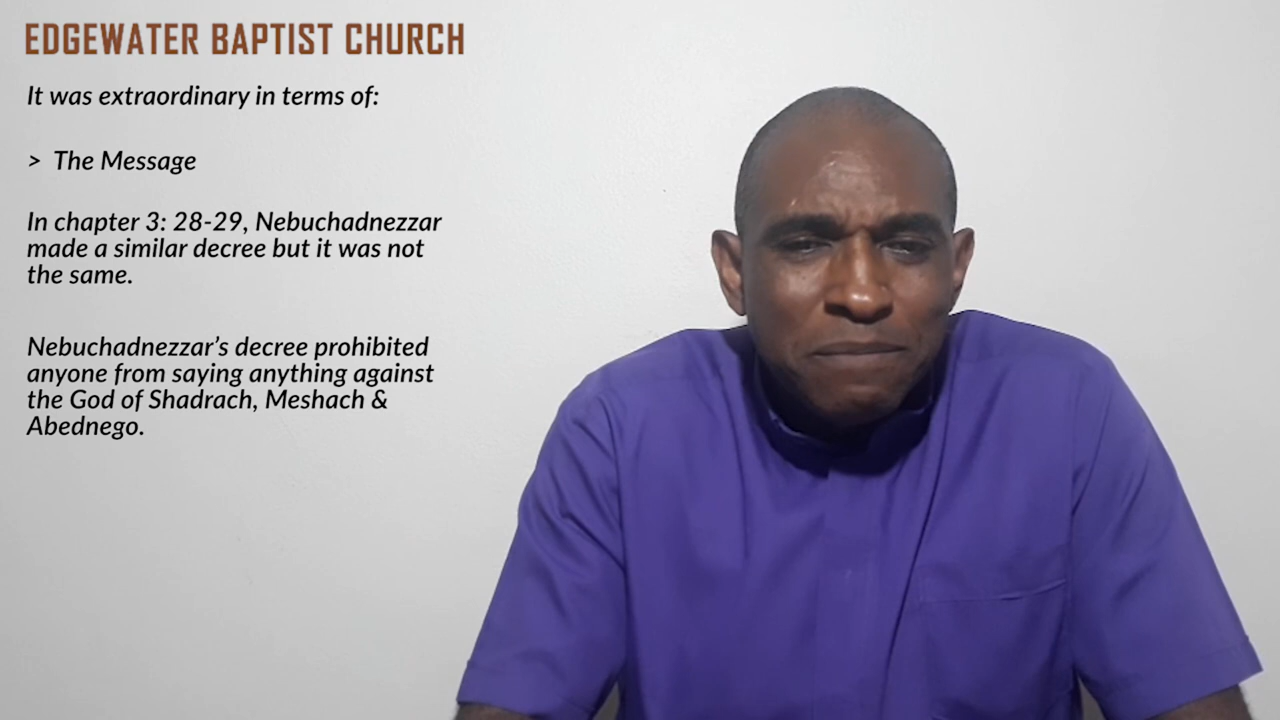 EDGEWATER BAPTIST CHURCH
It was extraordinary in terms of:
> The Message
In chapter 3: 28-29, Nebuchadnezzar
made a similar decree but it was not
the same.
Nebuchadnezzar's decree prohibited
anyone from saying anything against
the God of Shadrach, Meshach &
Abednego.